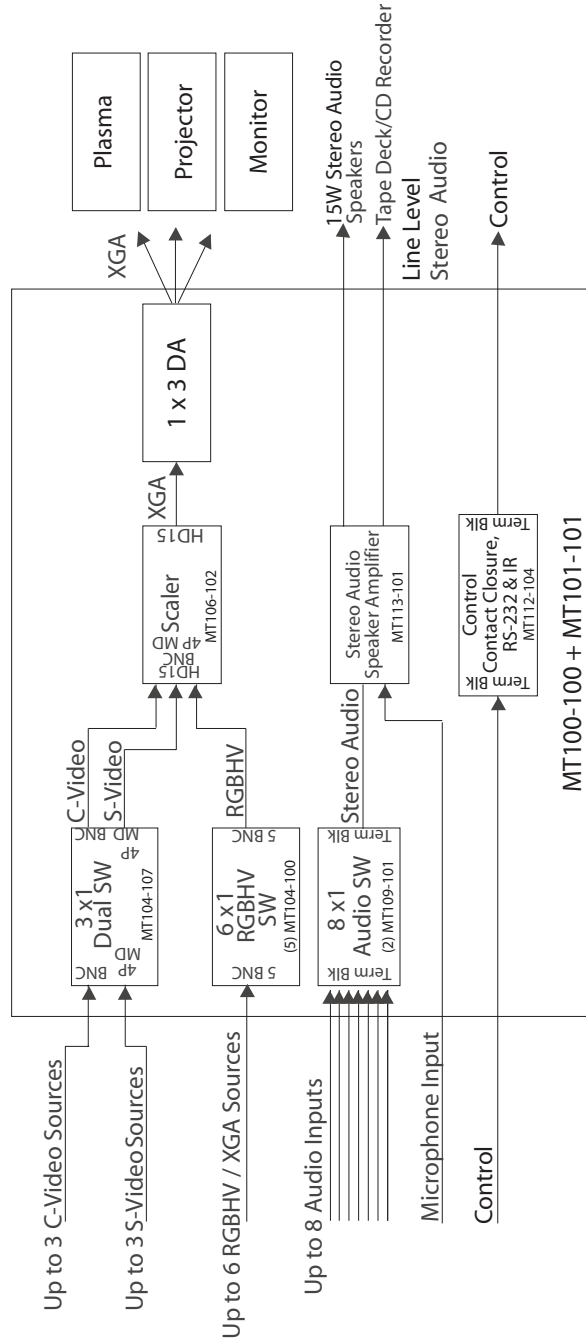 Up to 3 C-Video Sources
Up to 3 S-VideoSources
BNC
4P
MD
3 x1
Dual SW
MT104-107
BNC
MD
4P
C-Video
S-Video
Up to 6 RGBHV / XGA Sources
5 BNC
6 x1
RGBHV
SW
(5) MT104-100
5 BNC
RGBHV
HD15
BNC
4P MD
Scaler
MT106-102
HD15
XGA
1 x 3 DA
XGA
Plasma
Projector
Monitor
Up to 8 Audio Inputs
Term Blk
8 x1
Audio SW
(2) MT109-101
Term Blk
Stereo Audio
Microphone Input
Stereo Audio
Speaker Amplifier
MT113-101
15W Stereo Audio
Speakers
Tape Deck/CD Recorder
Line Level
Stereo Audio
Control
Term Blk
Control
Contact Closure,
RS-232 & IR
MT112-104
Term Blk
Control
MT100-100 + MT101-101